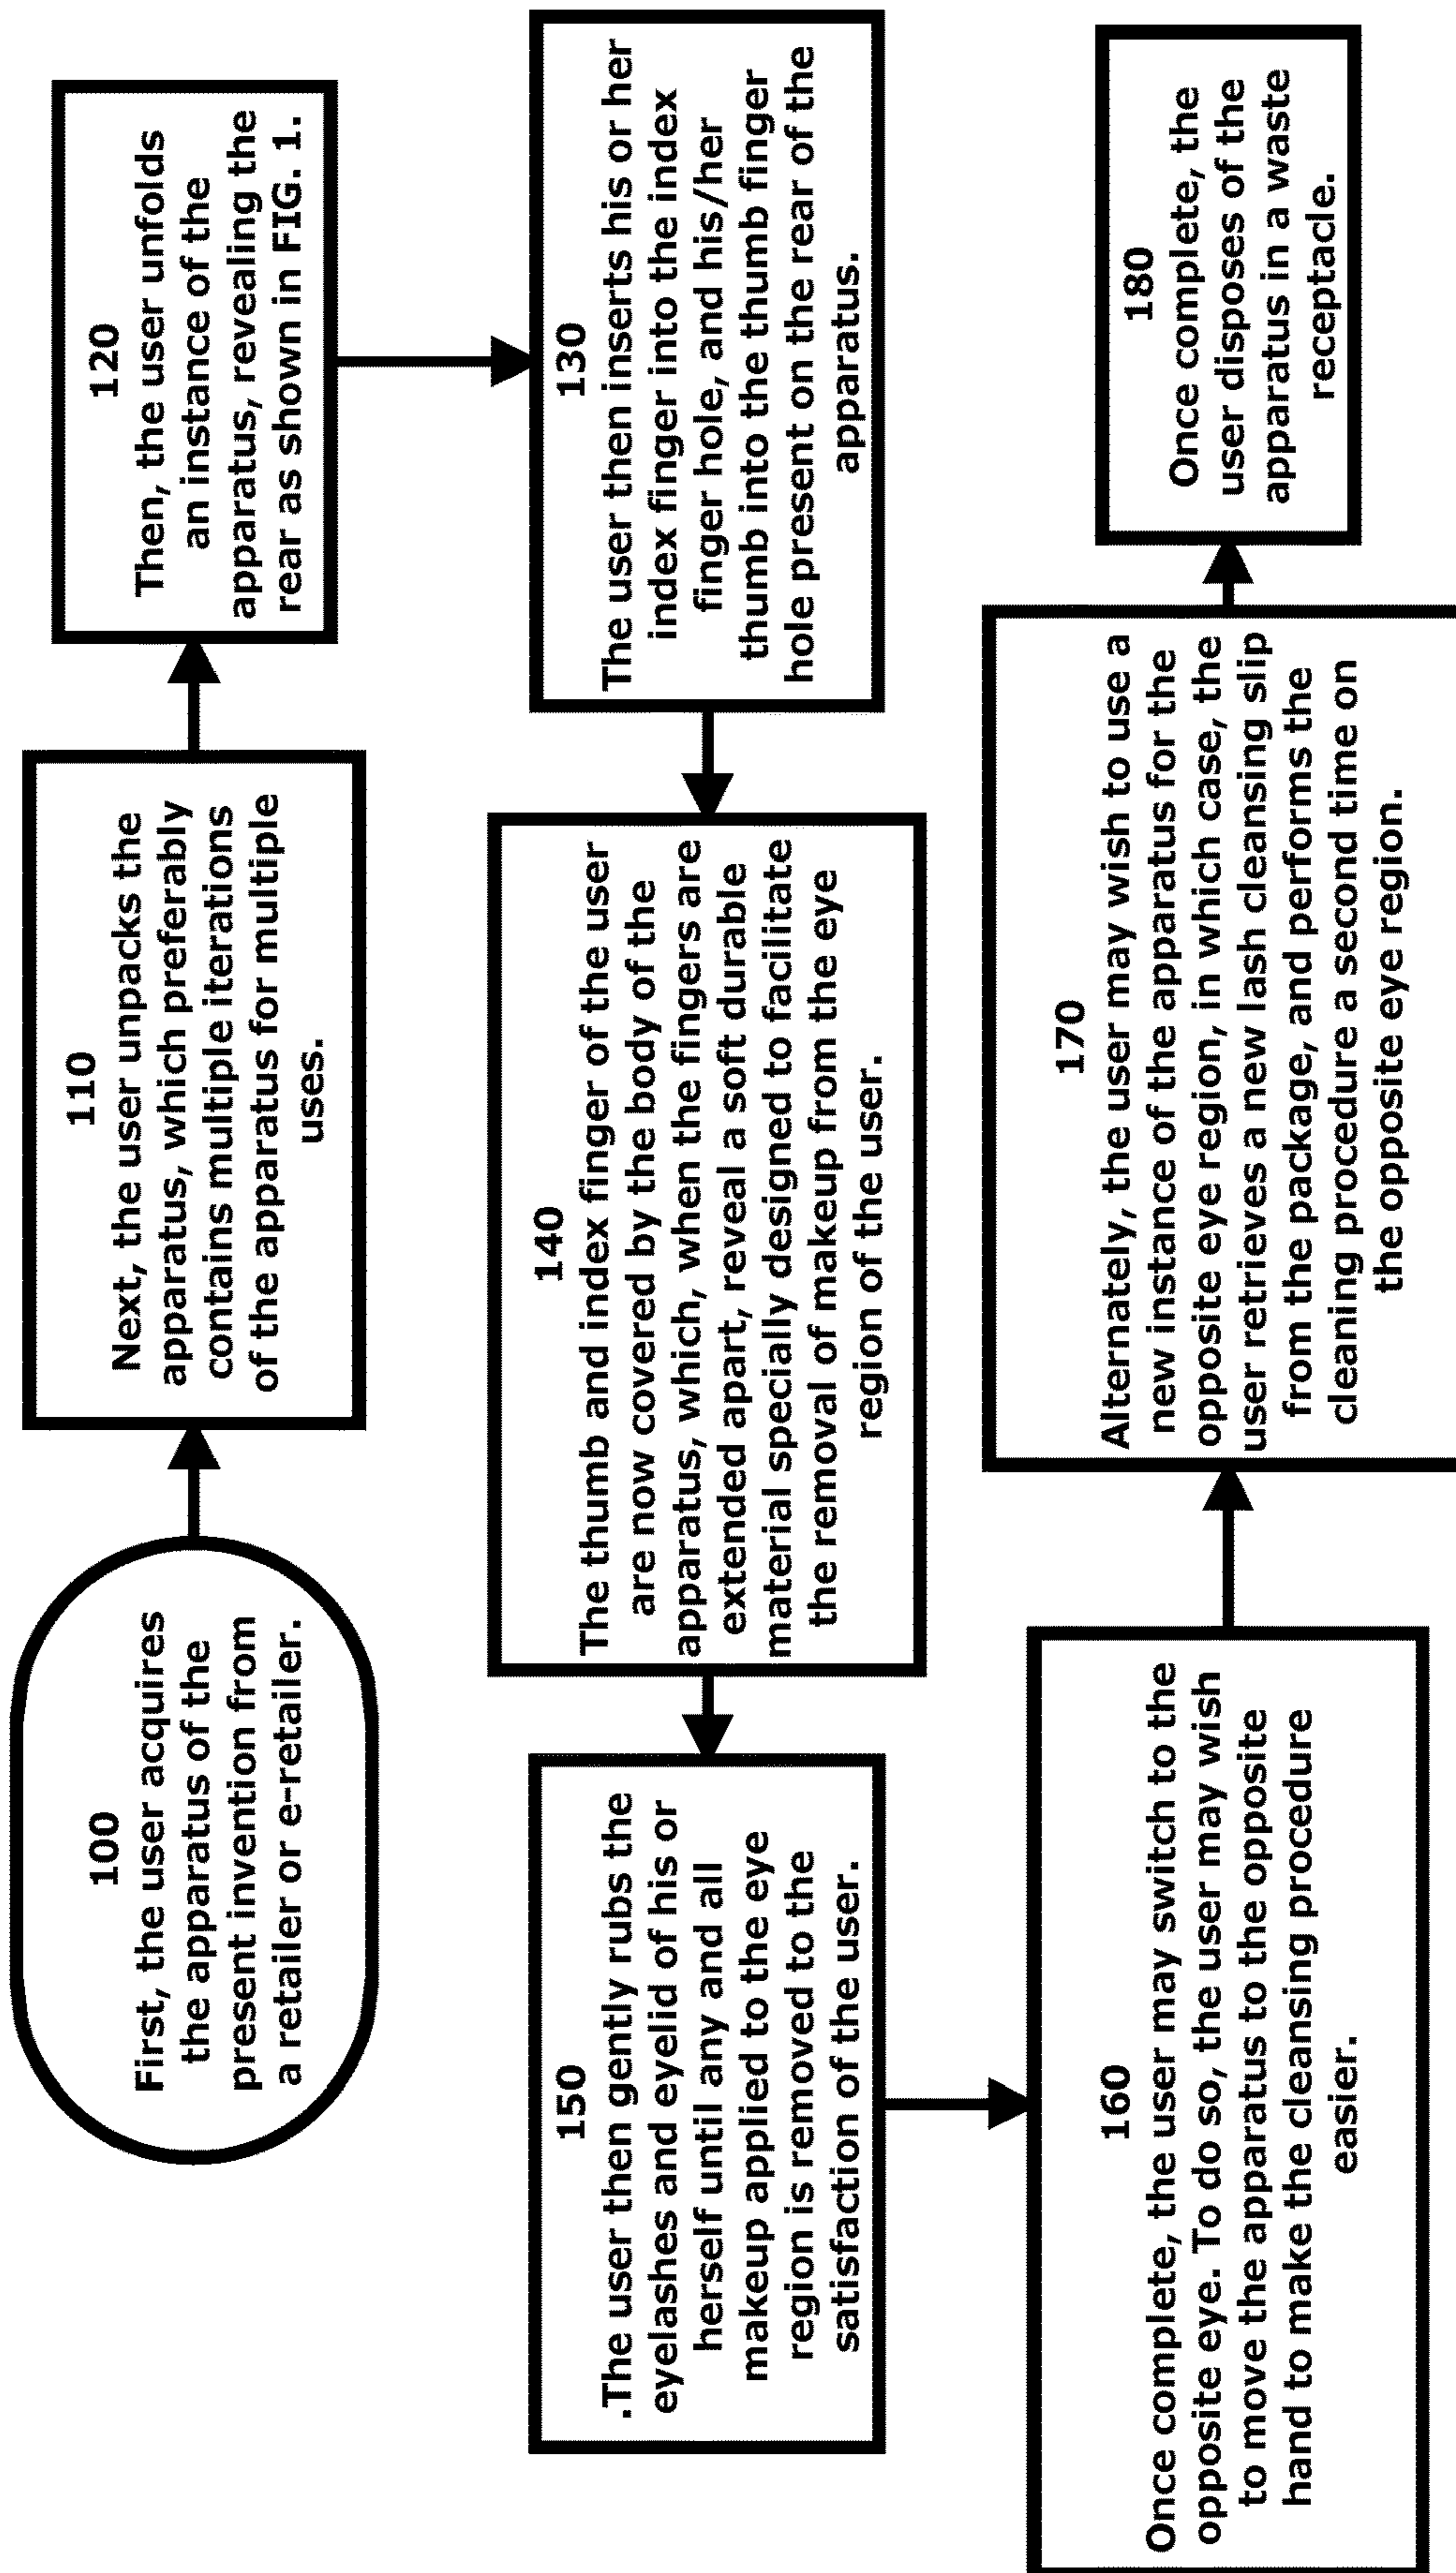 100
First, the user acquires
the apparatus of the
present invention from
a retailer or e-retailer.
110
Next, the user unpacks the
apparatus, which preferably
contains multiple iterations
of the apparatus for multiple
uses.
120
Then, the user unfolds
an instance of the
apparatus, revealing the
rear as shown in FIG. 1.
130
The user then inserts his or her
index finger into the index
finger hole, and his/her
thumb into the thumb finger
hole present on the rear of the
apparatus.
140
The thumb and index finger of the user
are now covered by the body of the
apparatus, which, when the fingers are
extended apart, reveal a soft durable
material specially designed to facilitate
the removal of makeup from the eye
region of the user.
150
.The user then gently rubs the
eyelashes and eyelid of his or
herself until any and all
makeup applied to the eye
region is removed to the
satisfaction of the user.
160
Once complete, the user may switch to the
opposite eye. To do so, the user may wish
to move the apparatus to the opposite
hand to make the cleansing procedure
easier.
170
Alternately, the user may wish to use a
new instance of the apparatus for the
opposite eye region, in which case, the
user retrieves a new lash cleansing slip
from the package, and performs the
cleaning procedure a second time on
the opposite eye region.
180
Once complete, the
user disposes of the
apparatus in a waste
receptacle.